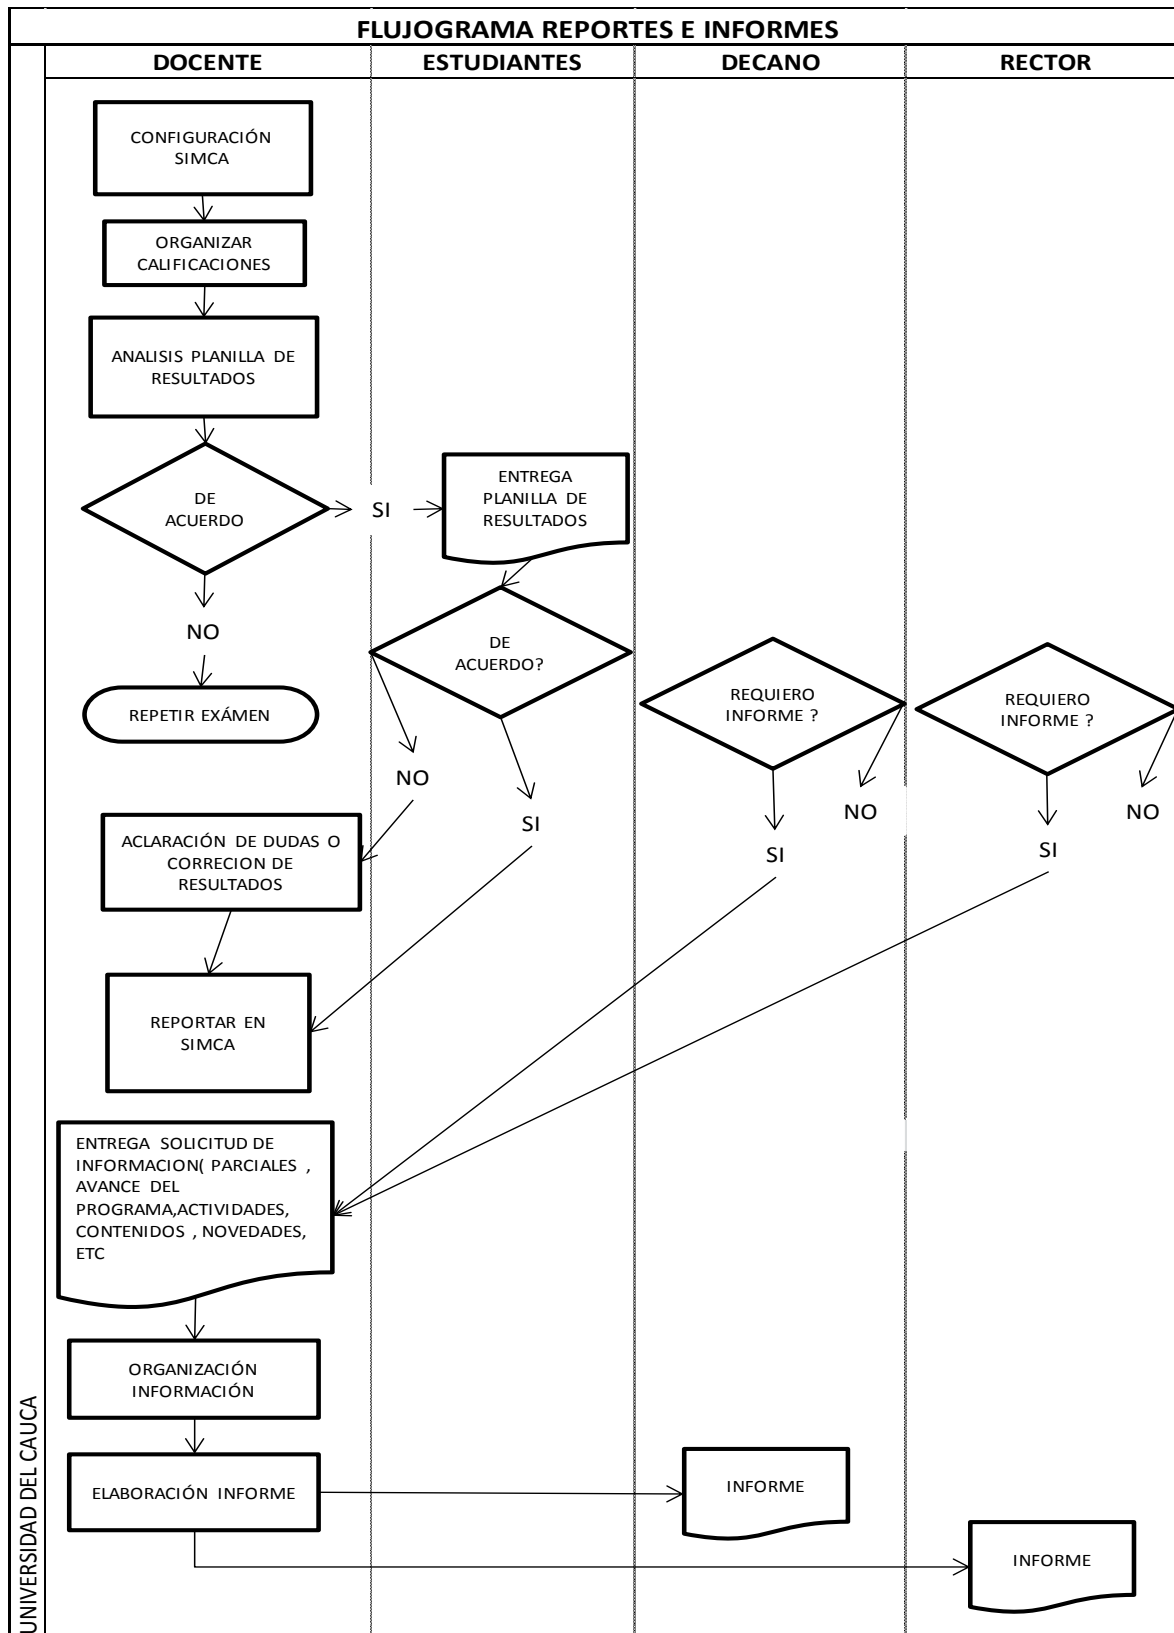 FLUJOGRAMA REPORTES E INFORMES
DOCENTE
ESTUDIANTES
DECANO
RECTOR
CONFIGURACIÓN
SIMCA
ORGANIZAR
CALIFICACIONES
ANALISIS PLANILLA DE
RESULTADOS
DE
ACUERDO
SI
ENTREGA
PLANILLA DE
RESULTADOS
NO
REPETIR EXÁMEN
DE
ACUERDO?
NO
SI
REQUIERO
INFORME ?
NO
SI
REQUIERO
INFORME ?
NO
SI
ACLARACIÓN DE DUDAS O
CORRECION DE
RESULTADOS
REPORTAR EN
SIMCA
ENTREGA SOLICITUD DE
INFORMACION( PARCIALES ,
AVANCE DEL
PROGRAMA,ACTIVIDADES,
CONTENIDOS , NOVEDADES,
ETC
ORGANIZACIÓN
INFORMACIÓN
ELABORACIÓN INFORME
INFORME
INFORME
UNIVERSIDAD DEL CAUCA